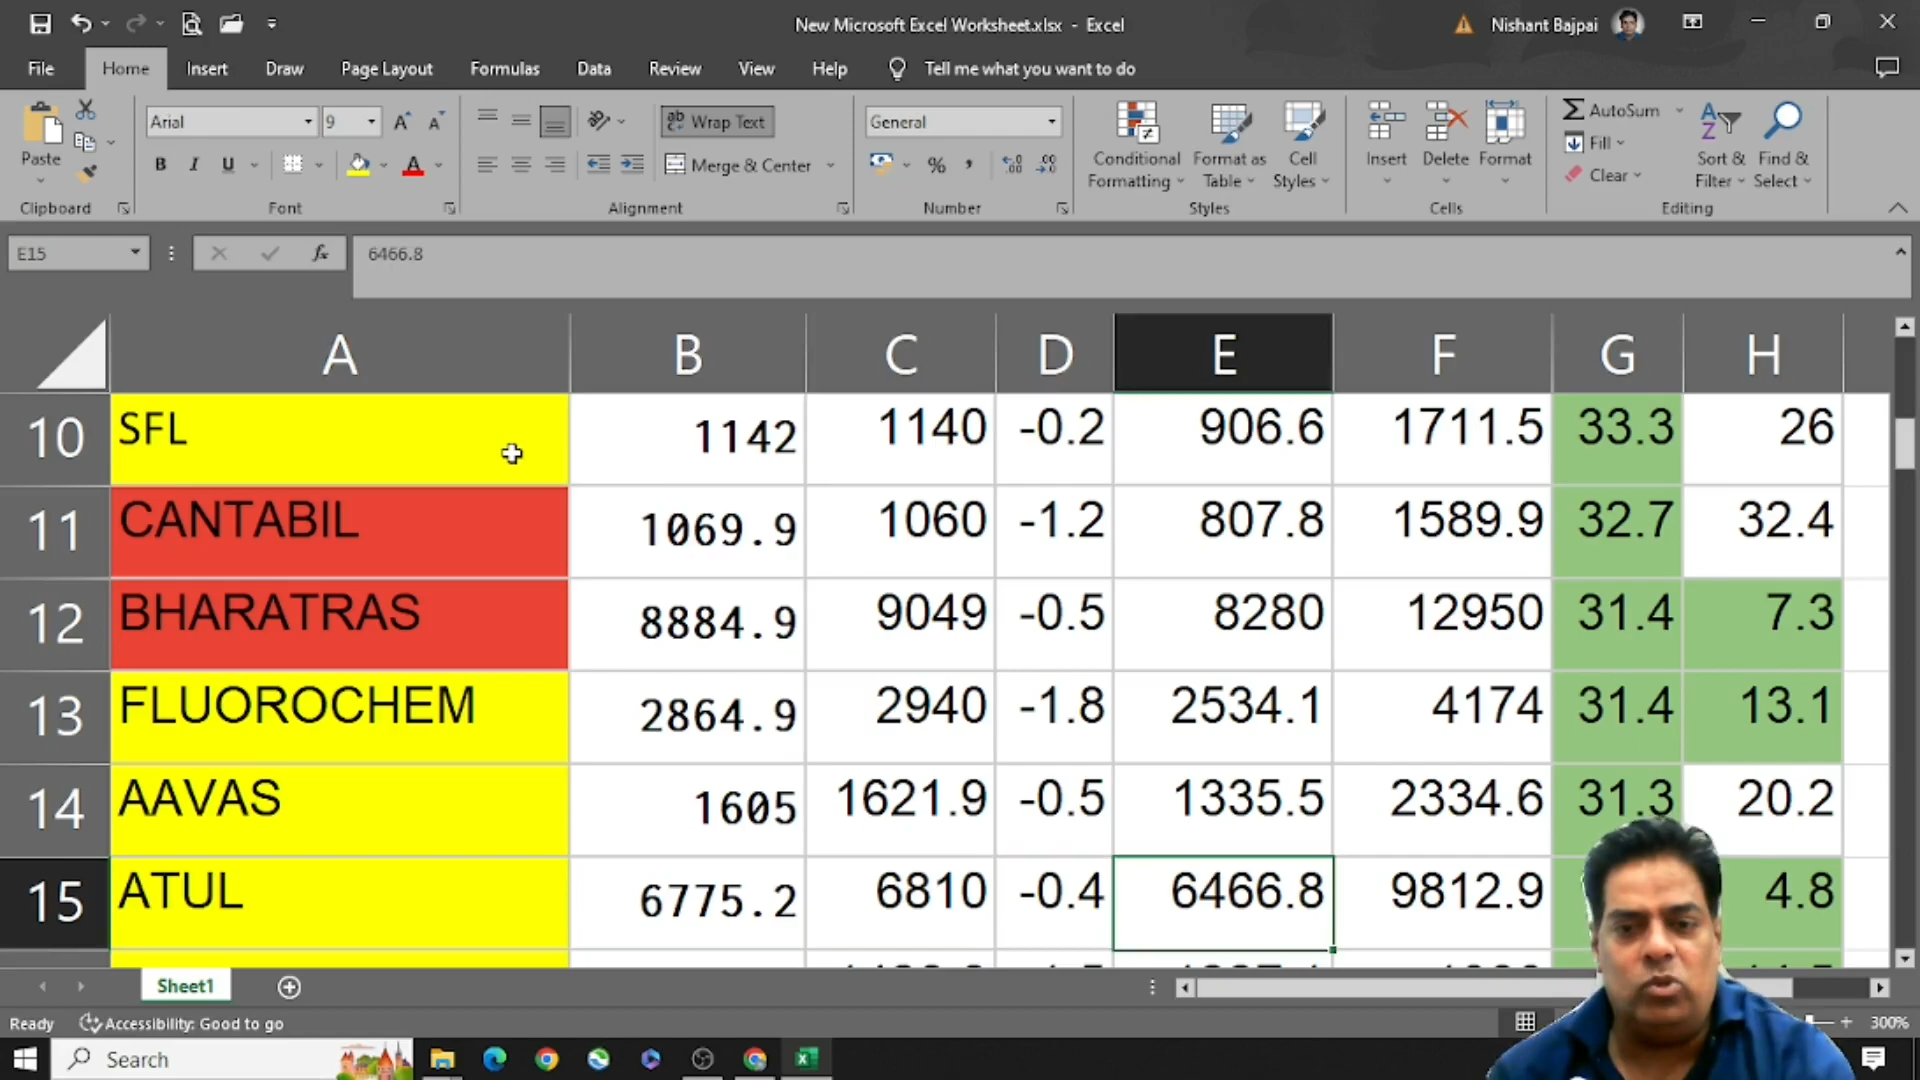 New Microsoft Excel Worksheet.xlsx - Excel
Nishant Bajpai
File Home Insert Draw Page Layout Formulas Data Review View Help Tell me what you want to do
Paste
Clipboard
Arial 9
B I U
A
Font
ab Wrap Text
Merge & Center
Alignment
General
%
Number
Conditional Formatting
Format as Table
Cell Styles
Styles
Insert
Delete
Format
Cells
AutoSum
Fill
Clear
Sort & Filter
Find & Select
Editing
E15 fx 6466.8
A B C D E F G H
10 SFL 1142 1140 -0.2 906.6 1711.5 33.3 26
11 CANTABIL 1069.9 1060 -1.2 807.8 1589.9 32.7 32.4
12 BHARATRAS 8884.9 9049 -0.5 8280 12950 31.4 7.3
13 FLUOROCHEM 2864.9 2940 -1.8 2534.1 4174 31.4 13.1
14 AAVAS 1605 1621.9 -0.5 1335.5 2334.6 31.3 20.2
15 ATUL 6775.2 6810 -0.4 6466.8 9812.9 4.8
Sheet1
Ready Accessibility: Good to go 300%
Search